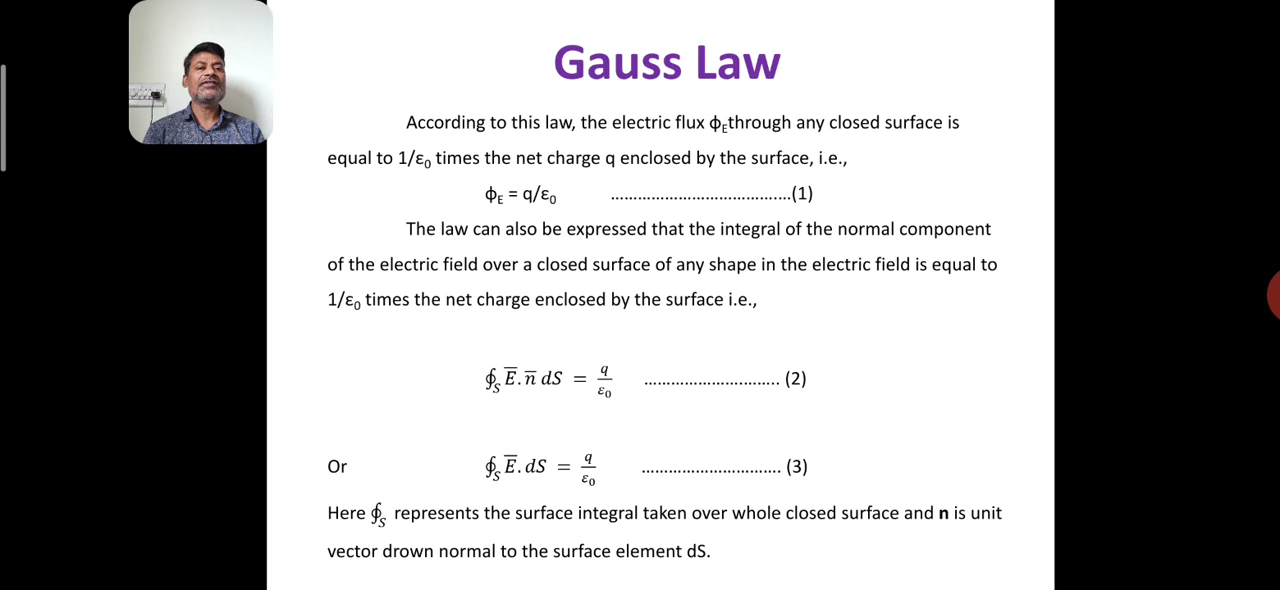 Gauss Law
According to this law, the electric flux ϕE through any closed surface is
equal to 1/ε0 times the net charge q enclosed by the surface, i.e.,
ϕE = q/ε0 ........................................(1)
The law can also be expressed that the integral of the normal component
of the electric field over a closed surface of any shape in the electric field is equal to
1/ε0 times the net charge enclosed by the surface i.e.,
∮S E̅.n̅ dS = q/ε0 .............................. (2)
Or ∮S E̅.dS = q/ε0 ............................... (3)
Here ∮S represents the surface integral taken over whole closed surface and n is unit
vector drown normal to the surface element dS.